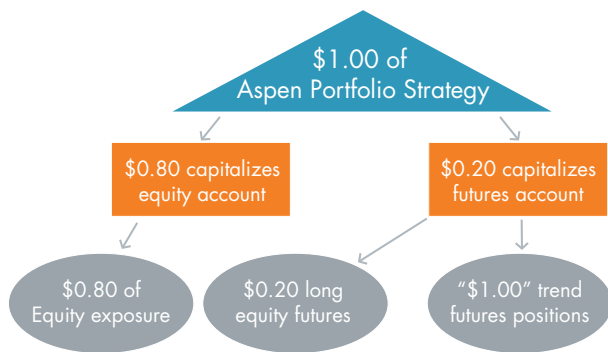 $1.00 of
Aspen Portfolio Strategy
$0.80 capitalizes
equity account
$0.20 capitalizes
futures account
$0.80 of
Equity exposure
$0.20 long
equity futures
“$1.00” trend
futures positions